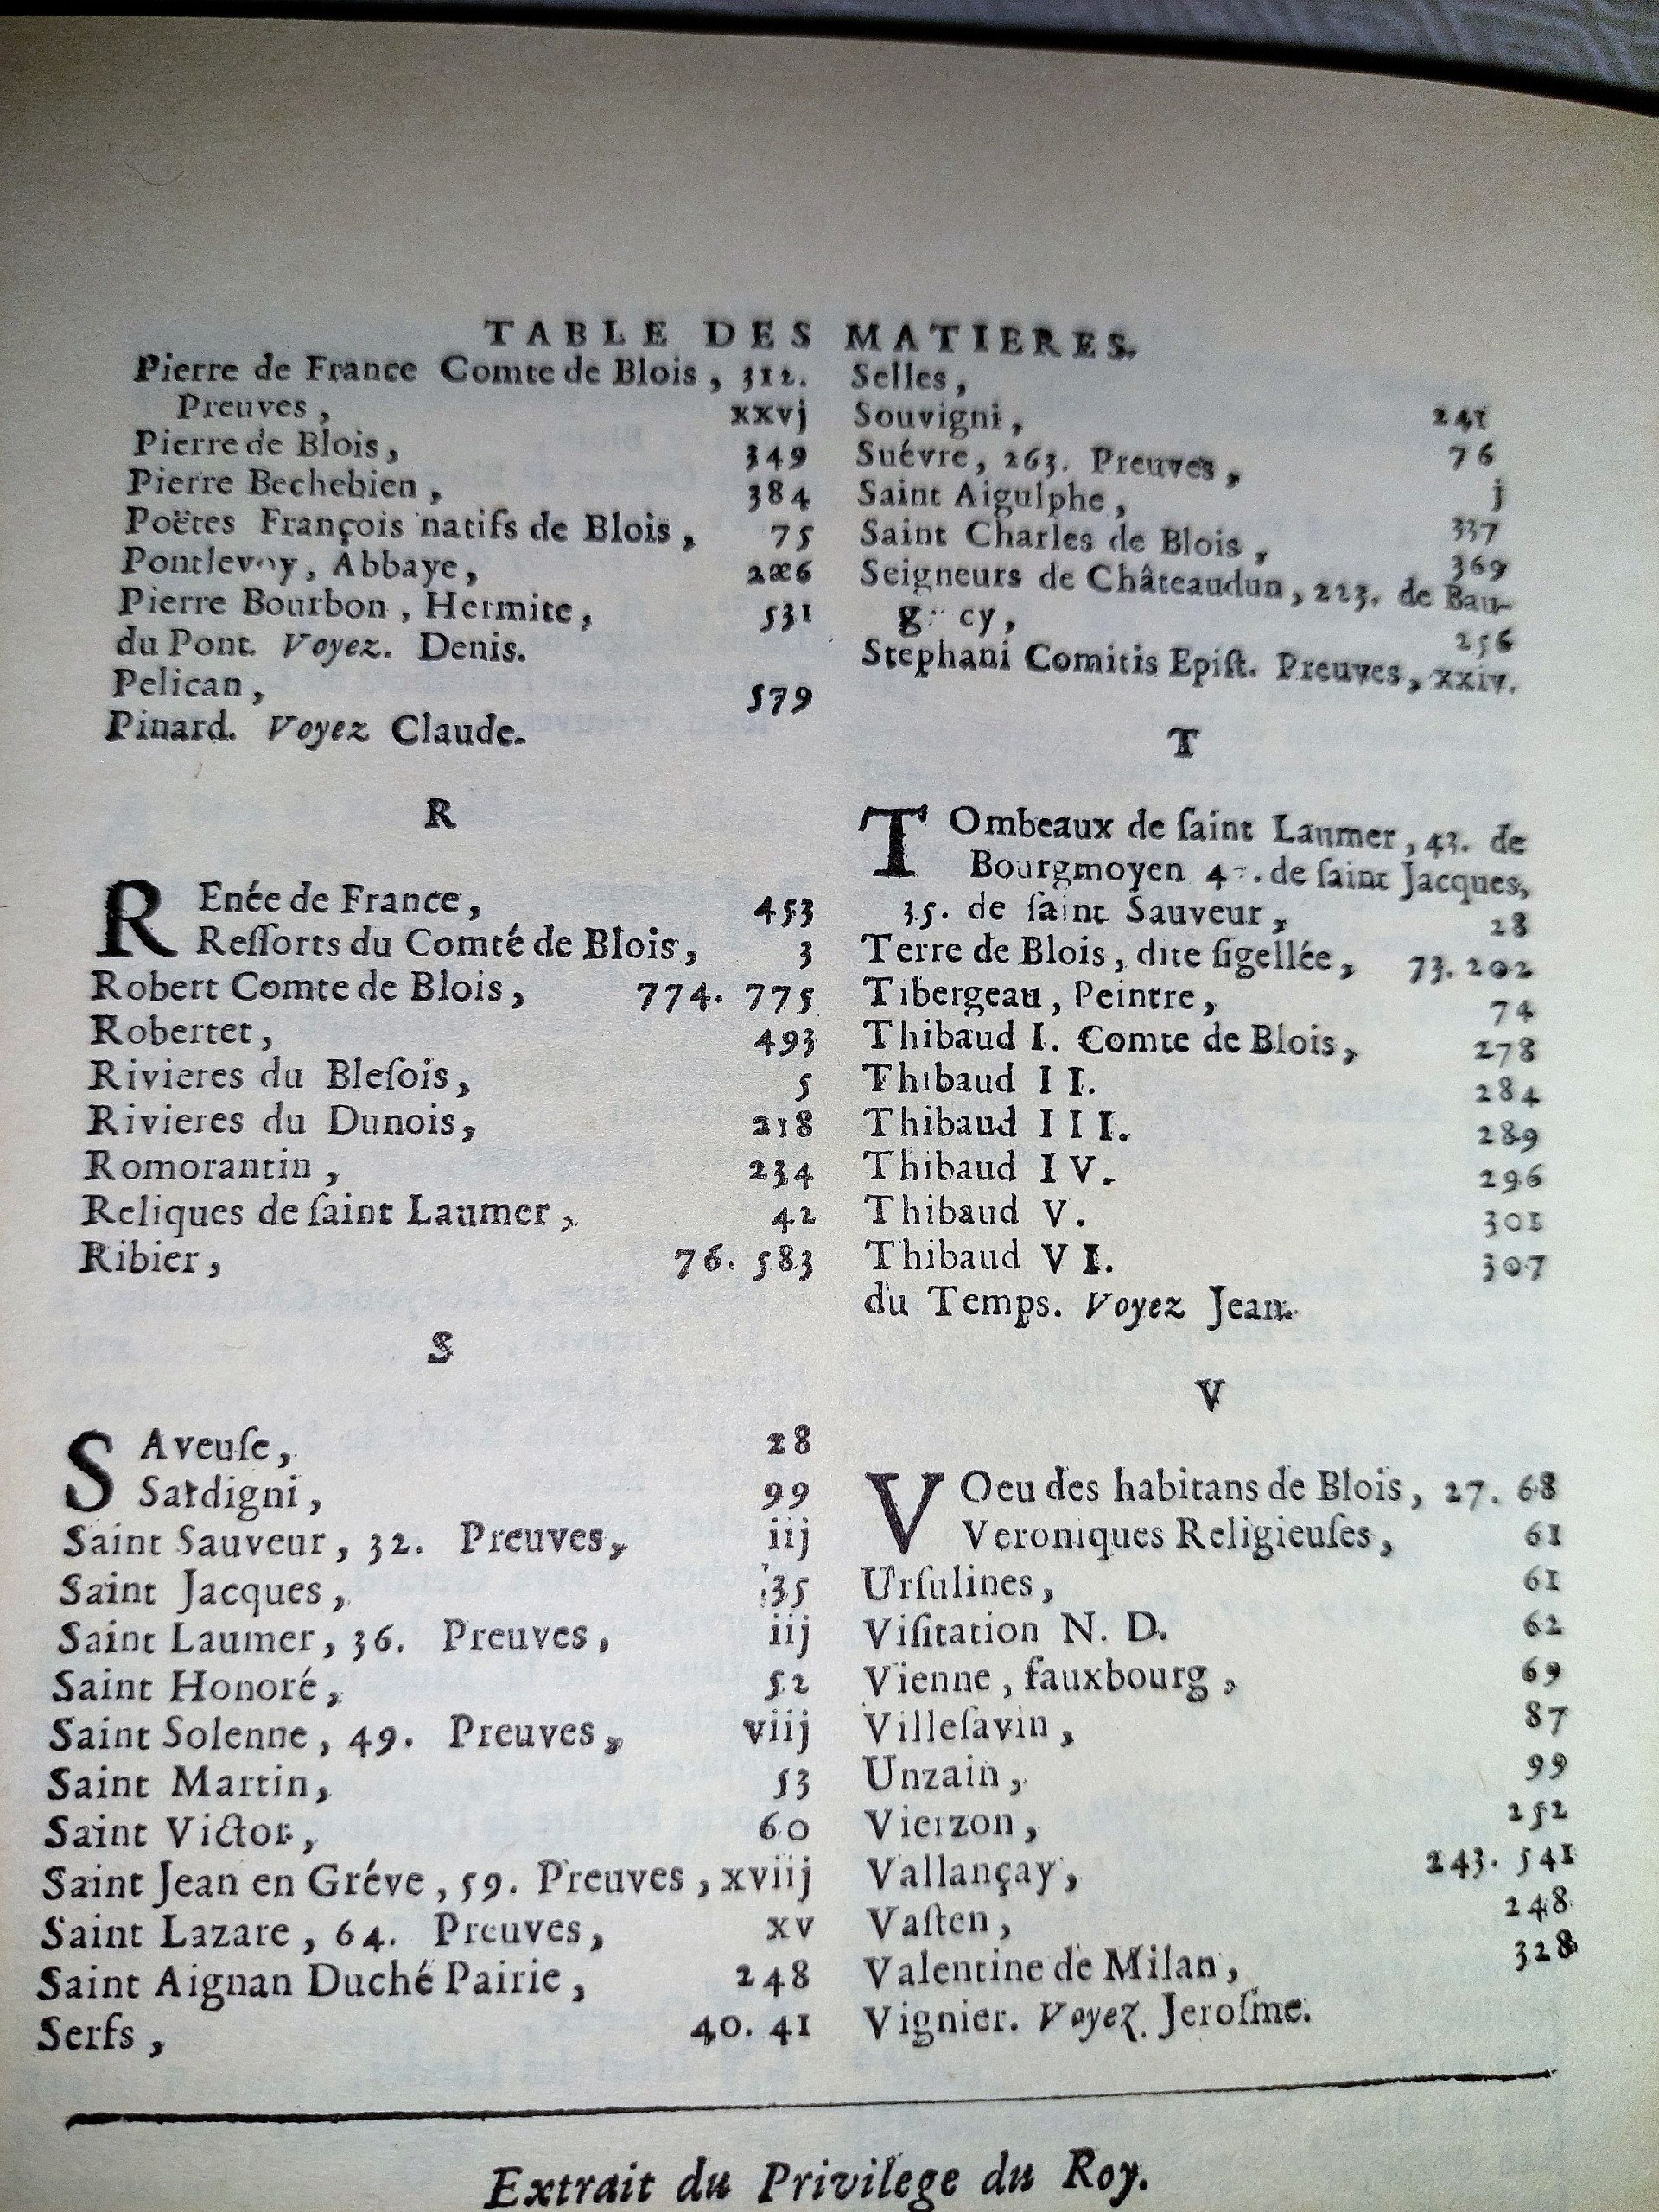 TABLE DES MATIERES.
Pierre de France Comte de Blois, 312.
Preuves, xxvj
Pierre de Blois, 349
Pierre Bechebien, 384
Poëtes François natifs de Blois, 75
Pontlevoy, Abbaye,
Pierre Bourbon, Hermite, 531
du Pont. Voyez. Denis.
Pelican, 579
Pinard. Voyez Claude.
R
REnée de France, 453
Reſſorts du Comté de Blois, 3
Robert Comte de Blois, 774. 775
Robertet, 493
Rivieres du Bleſois, 5
Rivieres du Dunois, 218
Romorantin, 234
Reliques de ſaint Laumer, 42
Ribier, 76. 583
S
SAveuſe, 28
Sardigni, 99
Saint Sauveur, 32. Preuves, iij
Saint Jacques, 35
Saint Laumer, 36. Preuves, iij
Saint Honoré, 52
Saint Solenne, 49. Preuves, viij
Saint Martin, 53
Saint Victor, 60
Saint Jean en Gréve, 59. Preuves, xviij
Saint Lazare, 64. Preuves, xv
Saint Aignan Duché Pairie, 248
Serfs, 40. 41
Selles, 241
Souvigni, 76
Suévre, 263. Preuves, j
Saint Aigulphe, 337
Saint Charles de Blois, 369
Seigneurs de Châteaudun, 223. de Bau-
cy, 256
Stephani Comitis Epiſt. Preuves, xxiv.
T
TOmbeaux de ſaint Laumer, 43. de
Bourgmoyen de ſaint Jacques,
35. de ſaint Sauveur, 28
Terre de Blois, dite ſigellée, 73. 202
Tibergeau, Peintre, 74
Thibaud I. Comte de Blois, 278
Thibaud II. 284
Thibaud III. 289
Thibaud IV. 296
Thibaud V. 301
Thibaud VI. 307
du Temps. Voyez Jean.
V
VOeu des habitans de Blois, 27. 68
Veroniques Religieuſes, 61
Urſulines, 61
Viſitation N. D. 62
Vienne, fauxbourg, 69
Villeſavin, 87
Unzain, 99
Vierzon, 252
Vallançay, 243. 541
Vaſten, 248
Valentine de Milan, 328
Vignier. Voyez. Jeroſme.
Extrait du Privilege du Roy.